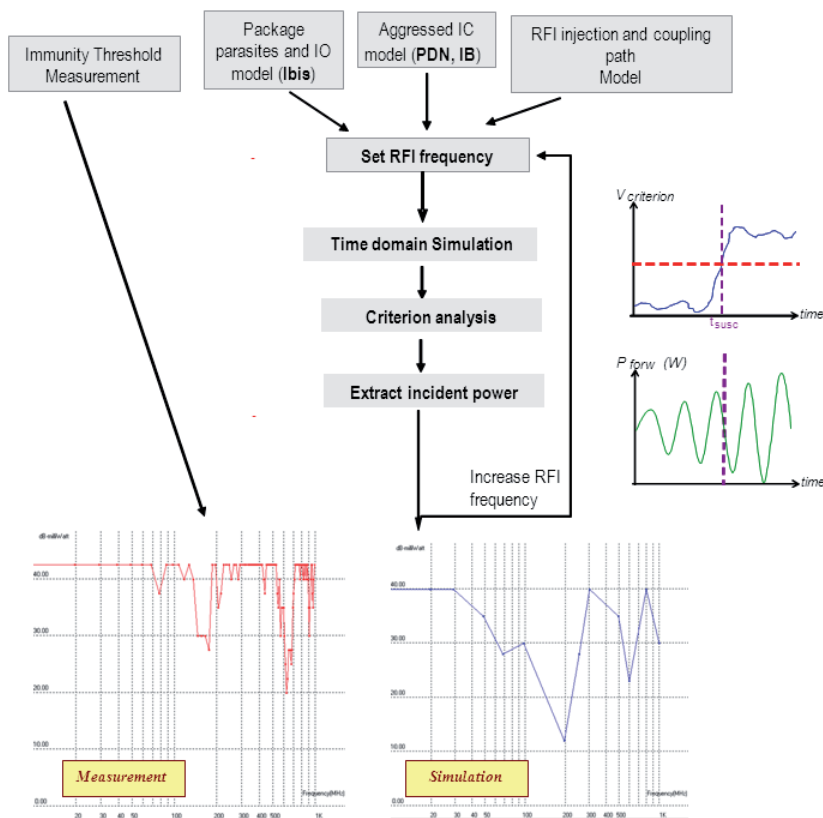 Immunity Threshold
Measurement
Package
parasites and IO
model (Ibis)
Aggressed IC
model (PDN, IB)
RFI injection and coupling
path
Model
Set RFI frequency
Time domain Simulation
Criterion analysis
Extract incident power
Increase RFI
frequency
V criterion
time
tsusc
P forw (W)
time
dB-milliWatt
40.00
30.00
20.00
10.00
0.00
Measurement
Frequency(MHz)
20 30 40 50 100 200 300 400 500 1K
dB-milliWatt
40.00
30.00
20.00
10.00
0.00
Simulation
Frequency(MHz)
20 30 50 100 200 300 500 1K